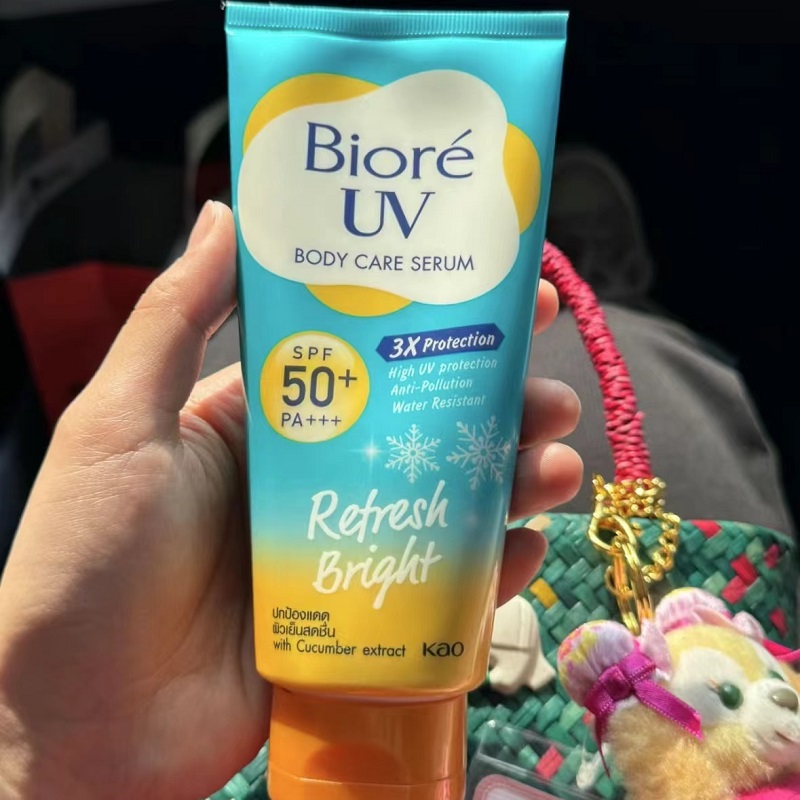 Bioré
UV
BODY CARE SERUM
SPF
50+
PA+++
3X Protection
High UV protection
Anti-Pollution
Water Resistant
Refresh
Bright
ปกป้องแดด
ผิวเย็นสดชื่น
with Cucumber extract
Kao